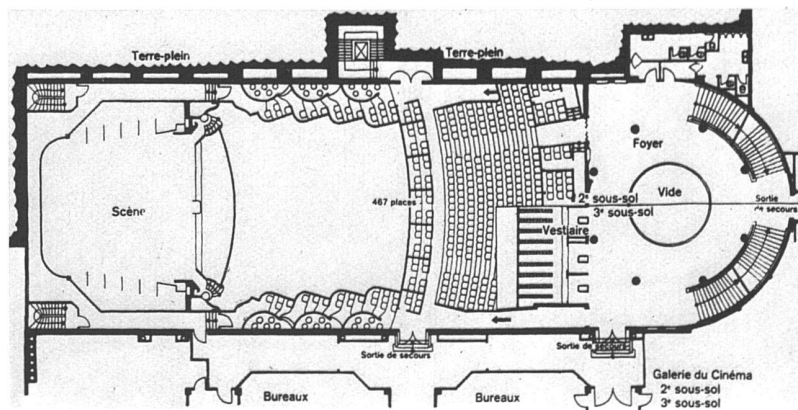 Terre-plein
Terre-plein
Foyer
Scène
467 places
2e sous-sol
3e sous-sol
Vide
Sortie
de secours
Vestiaire
Sortie de secours
Sortie de secours
Bureaux
Bureaux
Galerie du Cinéma
2e sous-sol
3e sous-sol